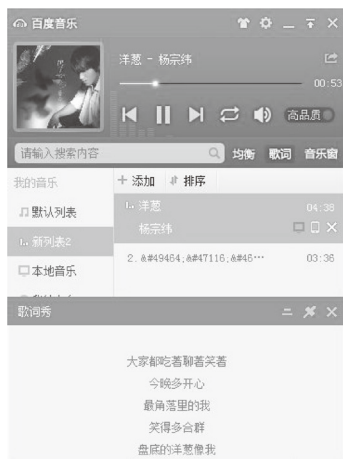 百度音乐
洋葱 - 杨宗纬
00:53
高品质
请输入搜索内容
均衡 歌词 音乐窗
我的音乐
+ 添加 排序
默认列表
1. 洋葱 04:38
杨宗纬
新列表2
2. &#49464;&#47116;&#46… 03:36
本地音乐
歌词秀
大家都吃著聊著笑著
今晚多开心
最角落里的我
笑得多合群
盘底的洋葱像我